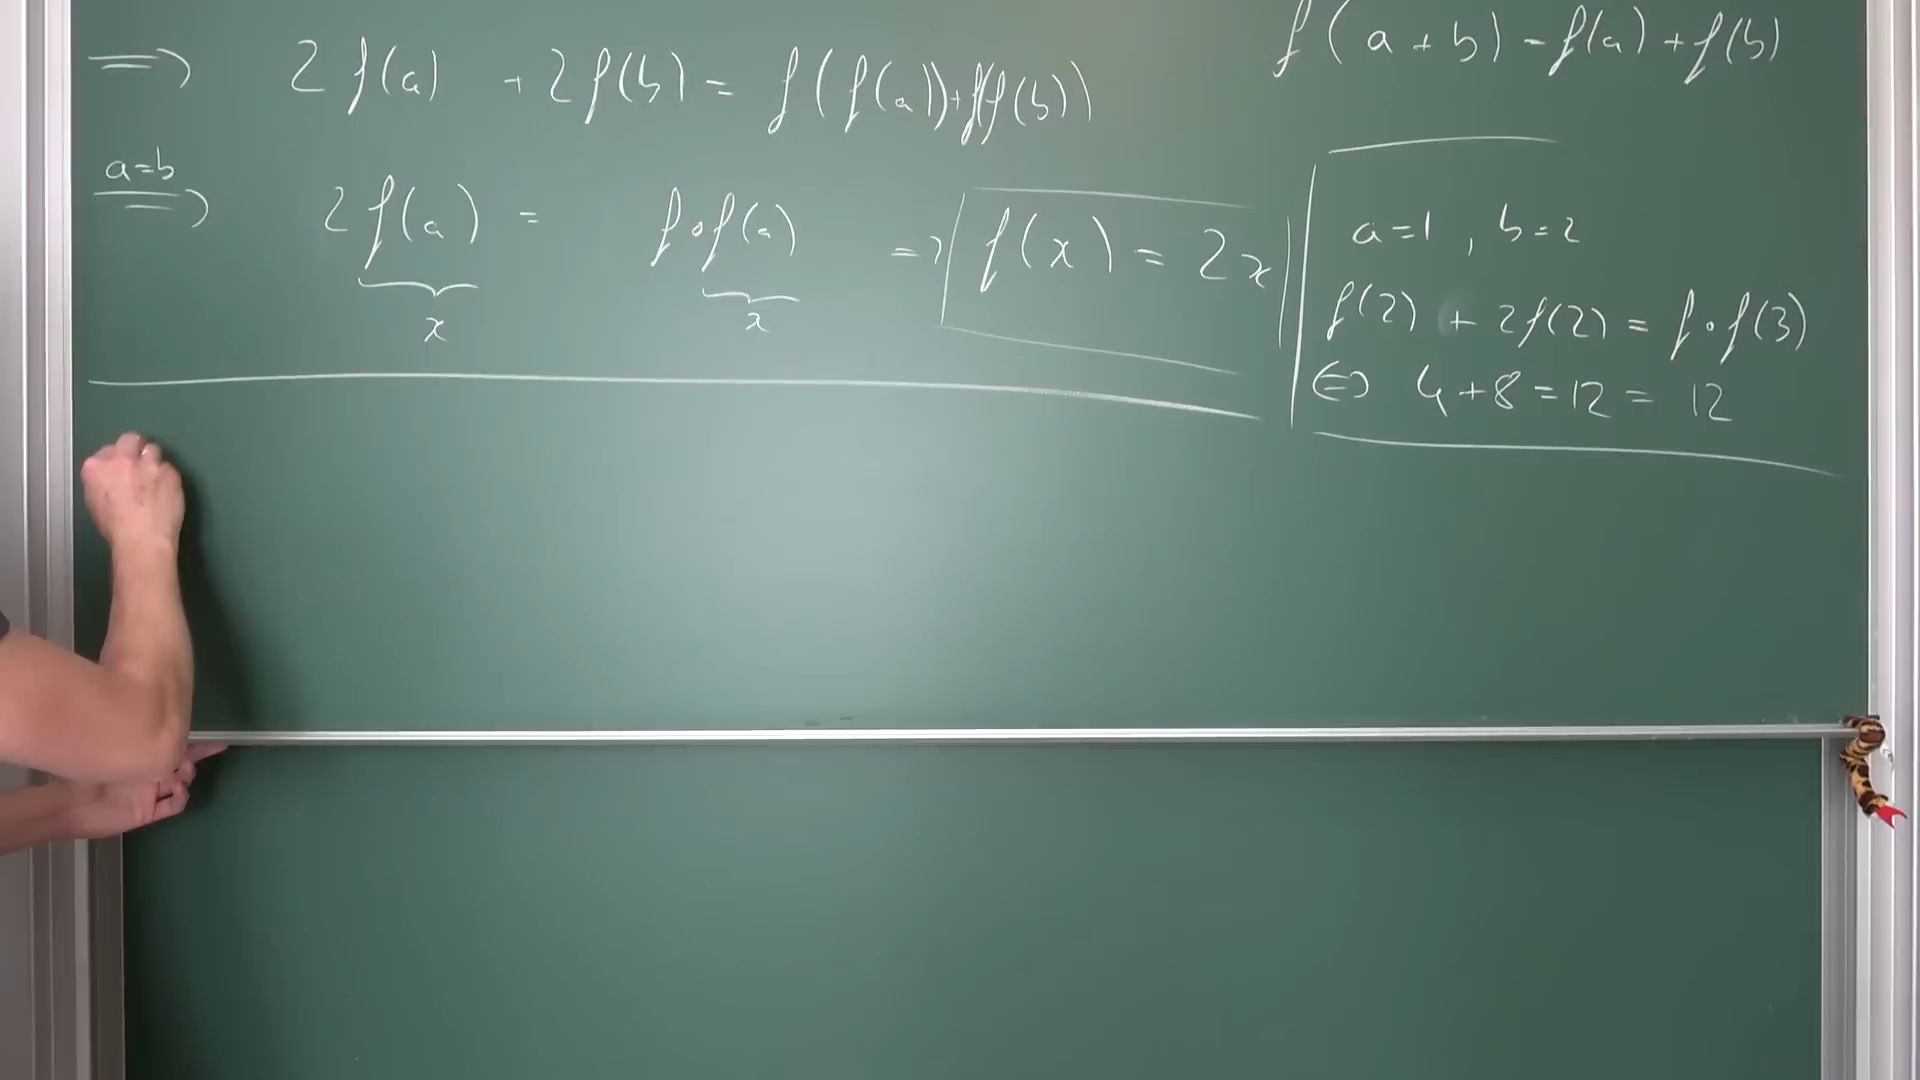 ⟹ 2f(a) + 2f(b) = f(f(a))+f(f(b))
f(a+b) = f(a) + f(b)
a=b ⟹ 2f(a) = f∘f(a) ⟹ f(x) = 2x
x x
a=1, b=2
f(2) + 2f(2) = f∘f(3)
⟺ 4+8=12= 12